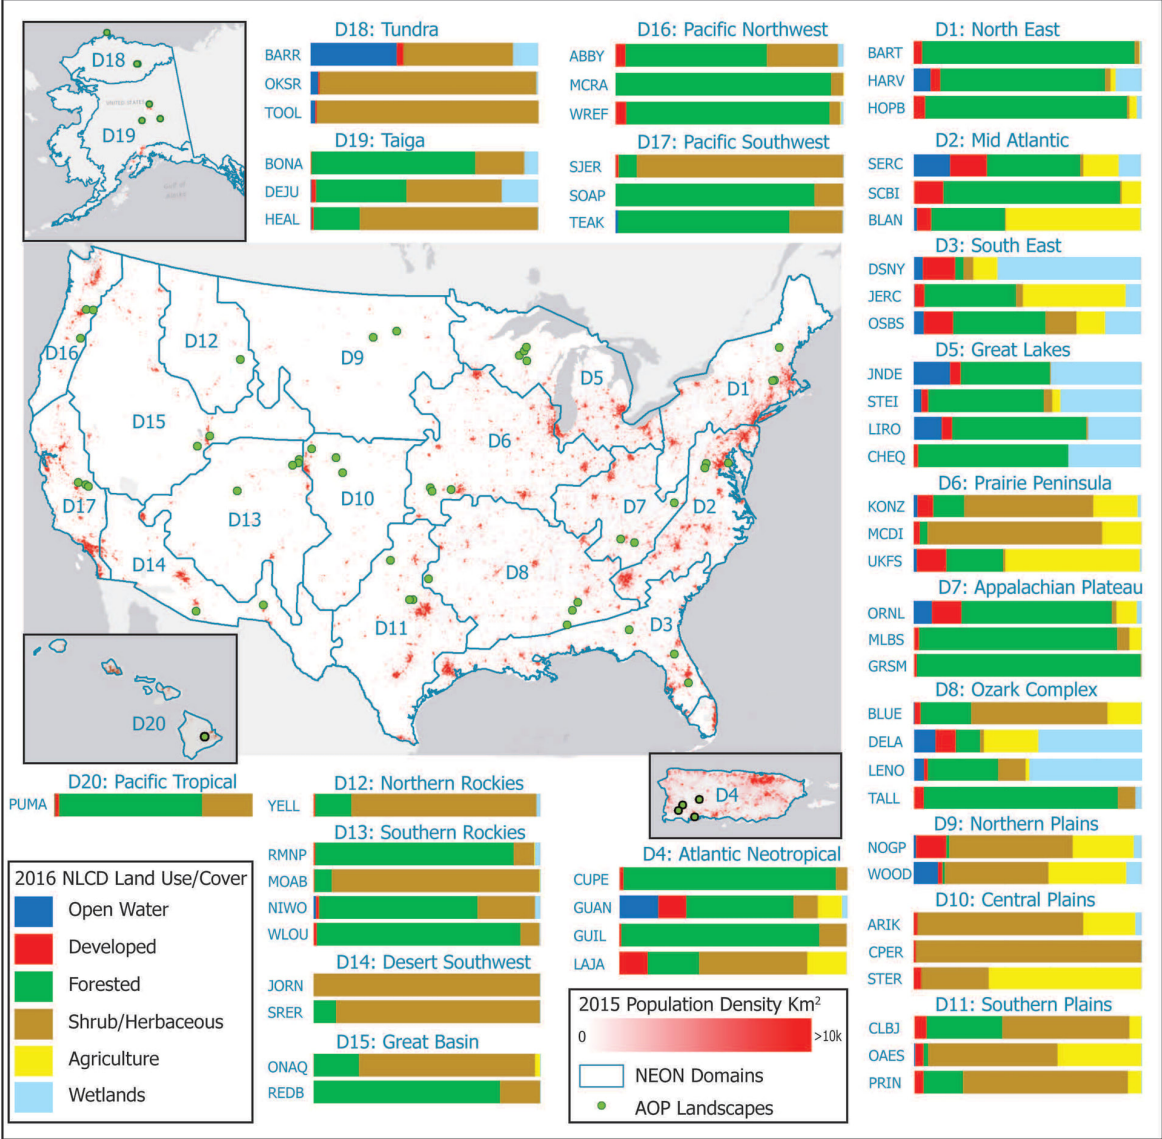 D18: Tundra
BARR
OKSR
TOOL
D19: Taiga
BONA
DEJU
HEAL
D16: Pacific Northwest
ABBY
MCRA
WREF
D17: Pacific Southwest
SJER
SOAP
TEAK
D1: North East
BART
HARV
HOPB
D2: Mid Atlantic
SERC
SCBI
BLAN
D3: South East
DSNY
JERC
OSBS
D5: Great Lakes
JNDE
STEI
LIRO
CHEQ
D6: Prairie Peninsula
KONZ
MCDI
UKFS
D7: Appalachian Plateau
ORNL
MLBS
GRSM
D8: Ozark Complex
BLUE
DELA
LENO
TALL
D9: Northern Plains
NOGP
WOOD
D10: Central Plains
ARIK
CPER
STER
D11: Southern Plains
CLBJ
OAES
PRIN
D18
UNITED STATES
D19
D16
D12
D9
D5
D1
D15
D6
D17
D13
D10
D7
D2
D14
D8
D11
D3
D20
D4
D20: Pacific Tropical
PUMA
D12: Northern Rockies
YELL
D13: Southern Rockies
RMNP
MOAB
NIWO
WLOU
D14: Desert Southwest
JORN
SRER
D15: Great Basin
ONAQ
REDB
D4: Atlantic Neotropical
CUPE
GUAN
GUIL
LAJA
2016 NLCD Land Use/Cover
Open Water
Developed
Forested
Shrub/Herbaceous
Agriculture
Wetlands
2015 Population Density Km²
0
>10k
NEON Domains
AOP Landscapes